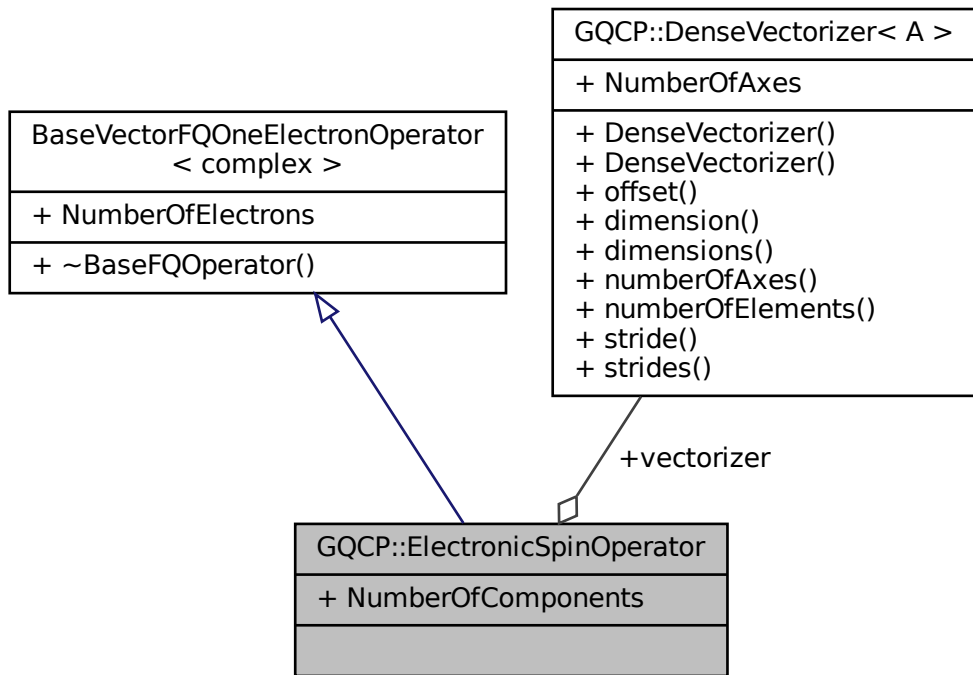 GQCP::DenseVectorizer< A >
+ NumberOfAxes
+ DenseVectorizer()
+ DenseVectorizer()
+ offset()
+ dimension()
+ dimensions()
+ numberOfAxes()
+ numberOfElements()
+ stride()
+ strides()
BaseVectorFQOneElectronOperator
< complex >
+ NumberOfElectrons
+ ~BaseFQOperator()
+vectorizer
GQCP::ElectronicSpinOperator
+ NumberOfComponents